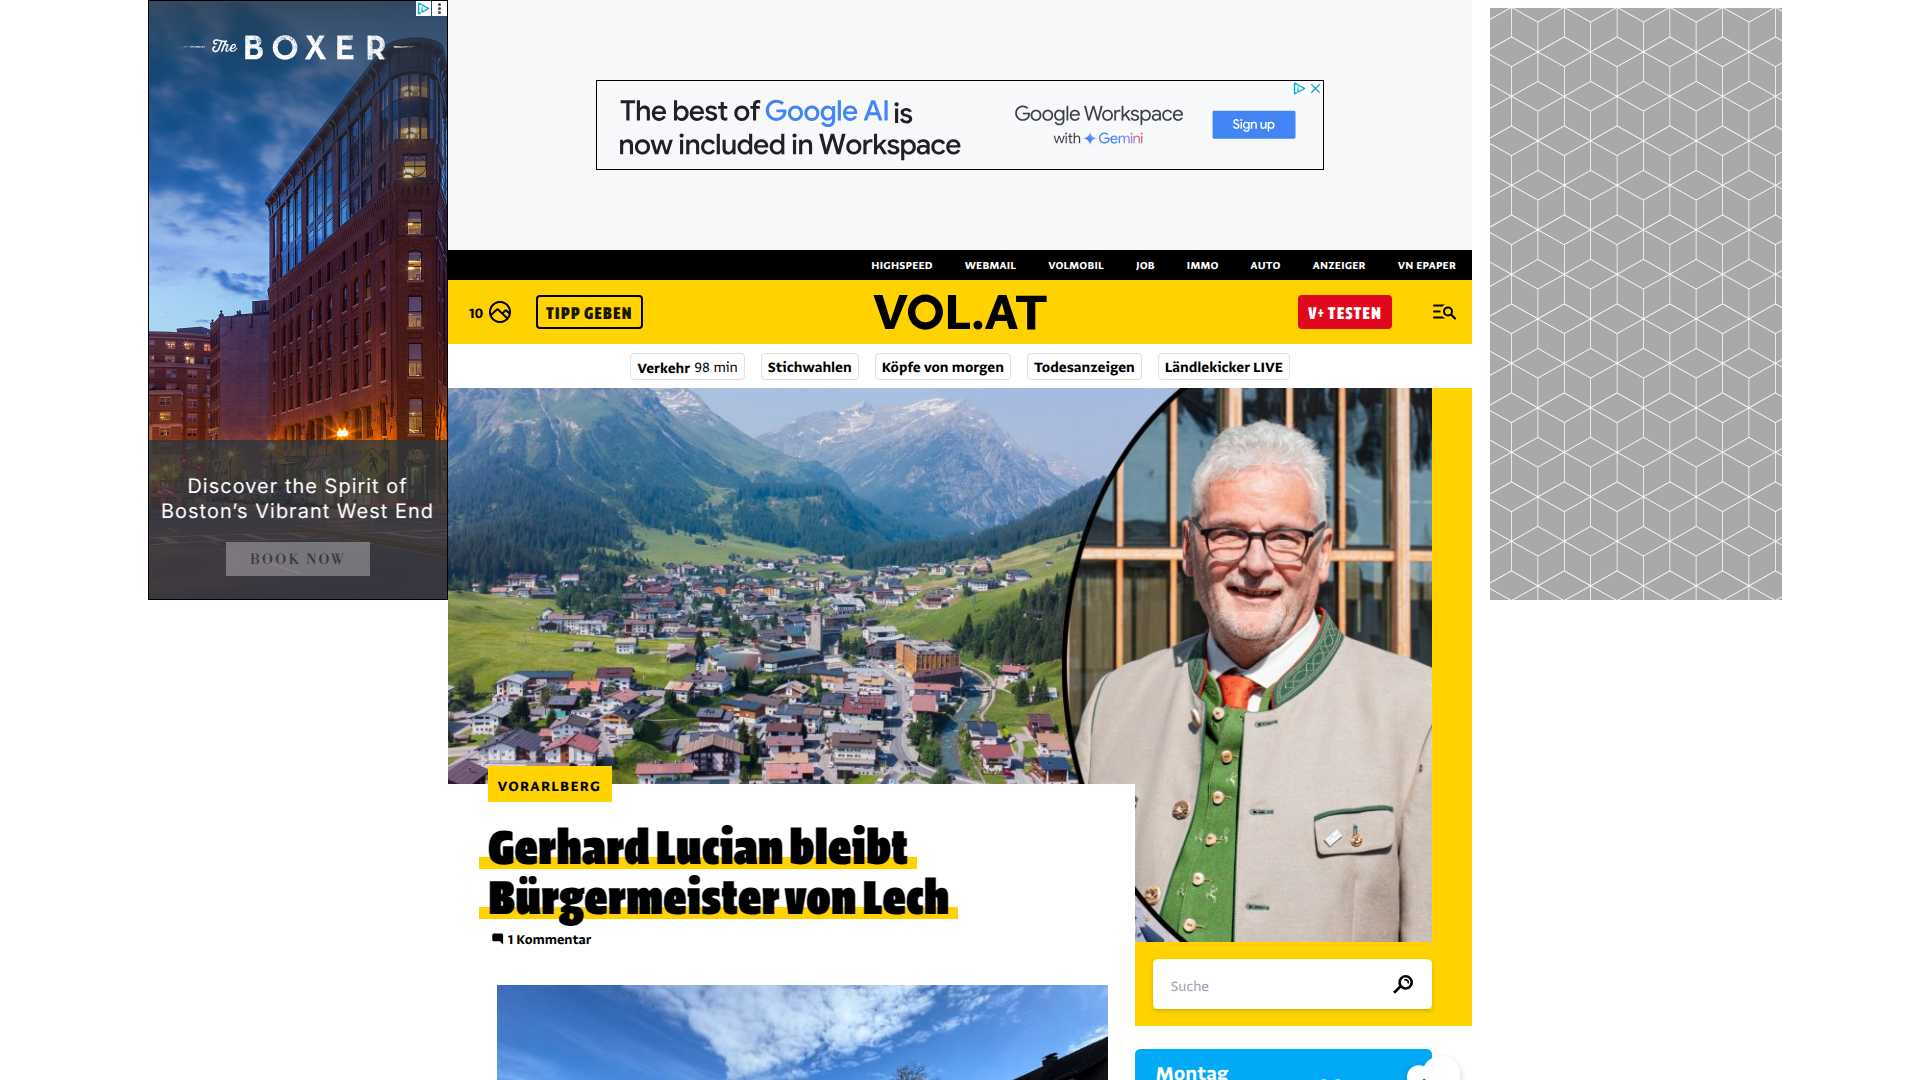 The BOXER
Discover the Spirit of
Boston's Vibrant West End
BOOK NOW
The best of Google AI is
now included in Workspace
Google Workspace
with Gemini
Sign up
HIGHSPEED WEBMAIL VOLMOBIL JOB IMMO AUTO ANZEIGER VN EPAPER
10 TIPP GEBEN VOL.AT V+ TESTEN
Verkehr 98 min Stichwahlen Köpfe von morgen Todesanzeigen Ländlekicker LIVE
VORARLBERG
Gerhard Lucian bleibt
Bürgermeister von Lech
1 Kommentar
Suche
Montag